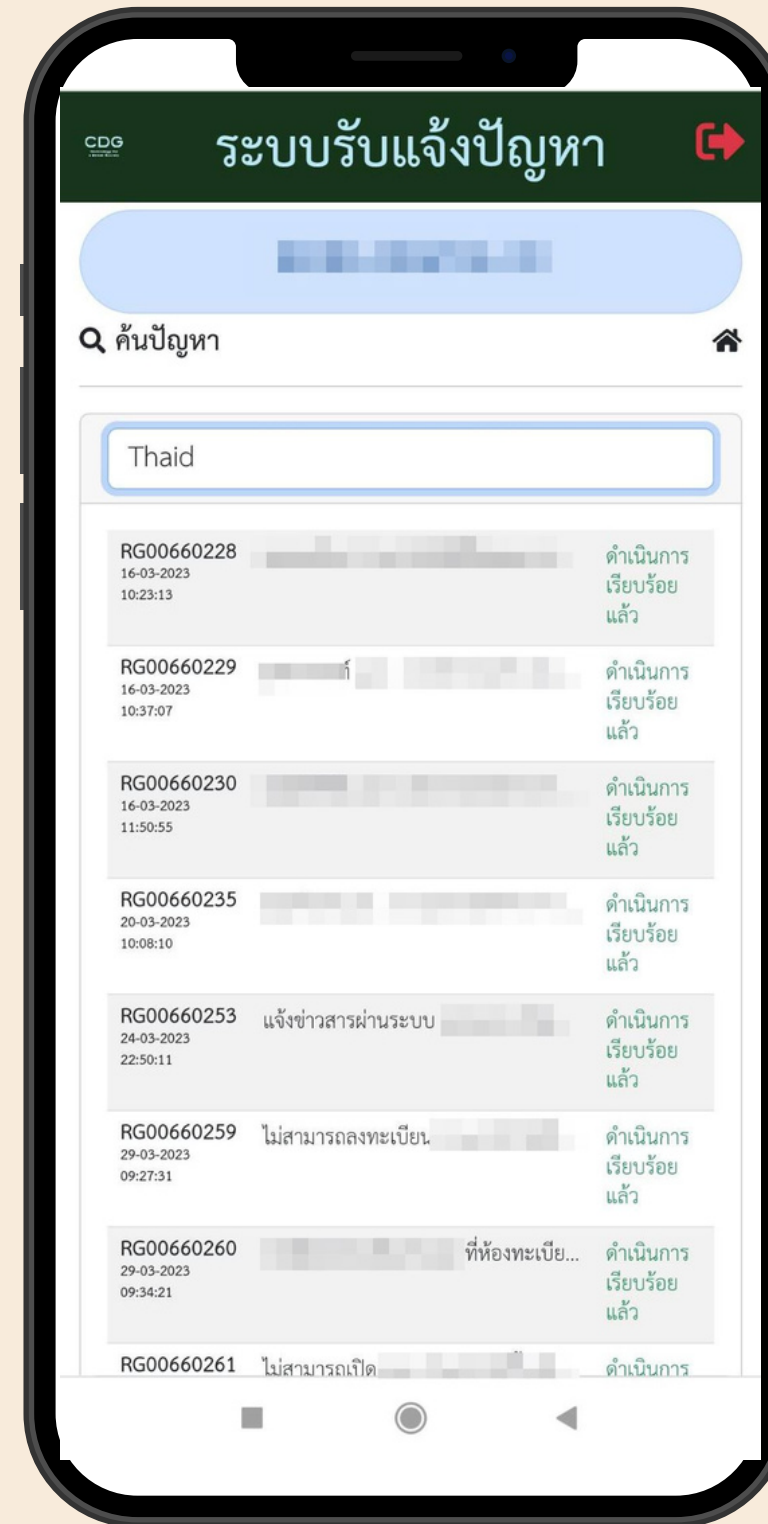 CDG
ระบบรับแจ้งปัญหา
ค้นปัญหา
Thaid
RG00660228
16-03-2023
10:23:13
ดำเนินการ
เรียบร้อย
แล้ว
RG00660229
16-03-2023
10:37:07
ดำเนินการ
เรียบร้อย
แล้ว
RG00660230
16-03-2023
11:50:55
ดำเนินการ
เรียบร้อย
แล้ว
RG00660235
20-03-2023
10:08:10
ดำเนินการ
เรียบร้อย
แล้ว
RG00660253
24-03-2023
22:50:11
แจ้งข่าวสารผ่านระบบ
ดำเนินการ
เรียบร้อย
แล้ว
RG00660259
29-03-2023
09:27:31
ไม่สามารถลงทะเบียน
ดำเนินการ
เรียบร้อย
แล้ว
RG00660260
29-03-2023
09:34:21
ที่ห้องทะเบีย...
ดำเนินการ
เรียบร้อย
แล้ว
RG00660261
ไม่สามารถเปิด
ดำเนินการ